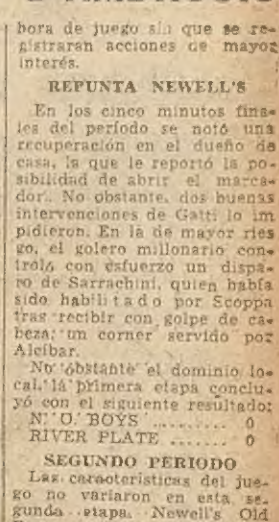 hora de juego sin que se re-
gistraran acciones de mayor
interés.
REPUNTA NEWELL'S
En los cinco minutos fina-
les del período se notó una
recuperación en el dueño de
casa, la que le reportó la po-
sibilidad de abrir el marca-
dor. No obstante, dos buenas
intervenciones de Gatti lo im
pidieron. En la de mayor ries
go, el golero millonario con-
troló con esfuerzo un dispa-
ro de Sarrachini, quien había
sido habilitado por Scoppa
tras recibir con golpe de ca-
beza, un corner servido por
Alcíbar.
No obstante el dominio lo-
cal, la primera etapa conclu-
yó con el siguiente resultado:
N. O. BOYS ......... 0
RIVER PLATE ....... 0
SEGUNDO PERIODO
Las características del jue-
go no variaron en esta se-
gunda etapa. Newell's Old